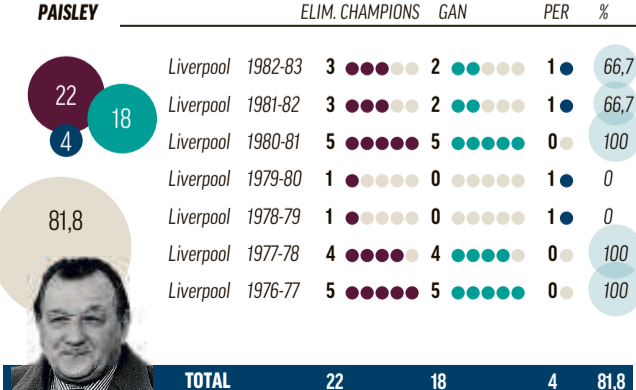 PAISLEY ELIM. CHAMPIONS GAN PER %
22
18
4
81,8
Liverpool 1982-83 3 2 1 66,7
Liverpool 1981-82 3 2 1 66,7
Liverpool 1980-81 5 5 0 100
Liverpool 1979-80 1 0 1 0
Liverpool 1978-79 1 0 1 0
Liverpool 1977-78 4 4 0 100
Liverpool 1976-77 5 5 0 100
TOTAL 22 18 4 81,8